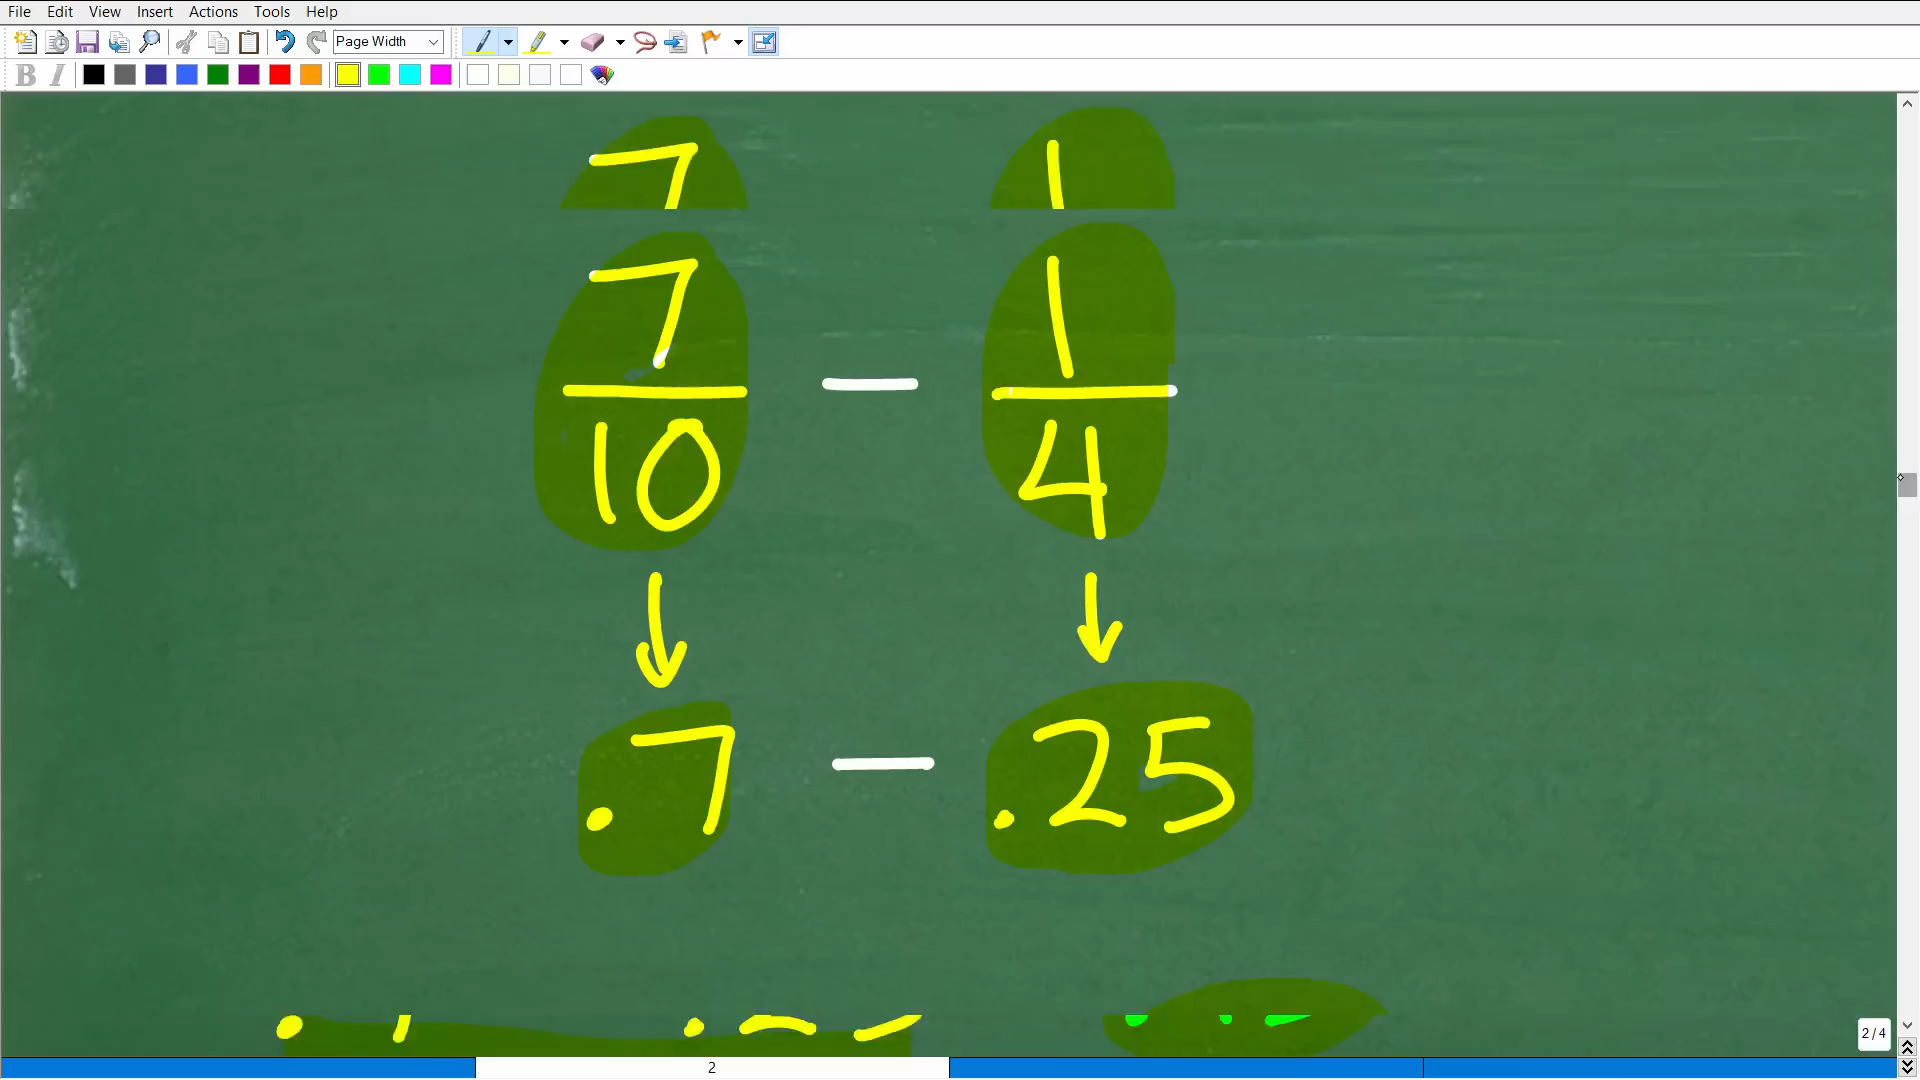 File Edit View Insert Actions Tools Help
Page Width
B I
7 1
7 — 1
10 4
.7 — .25
2/4
2